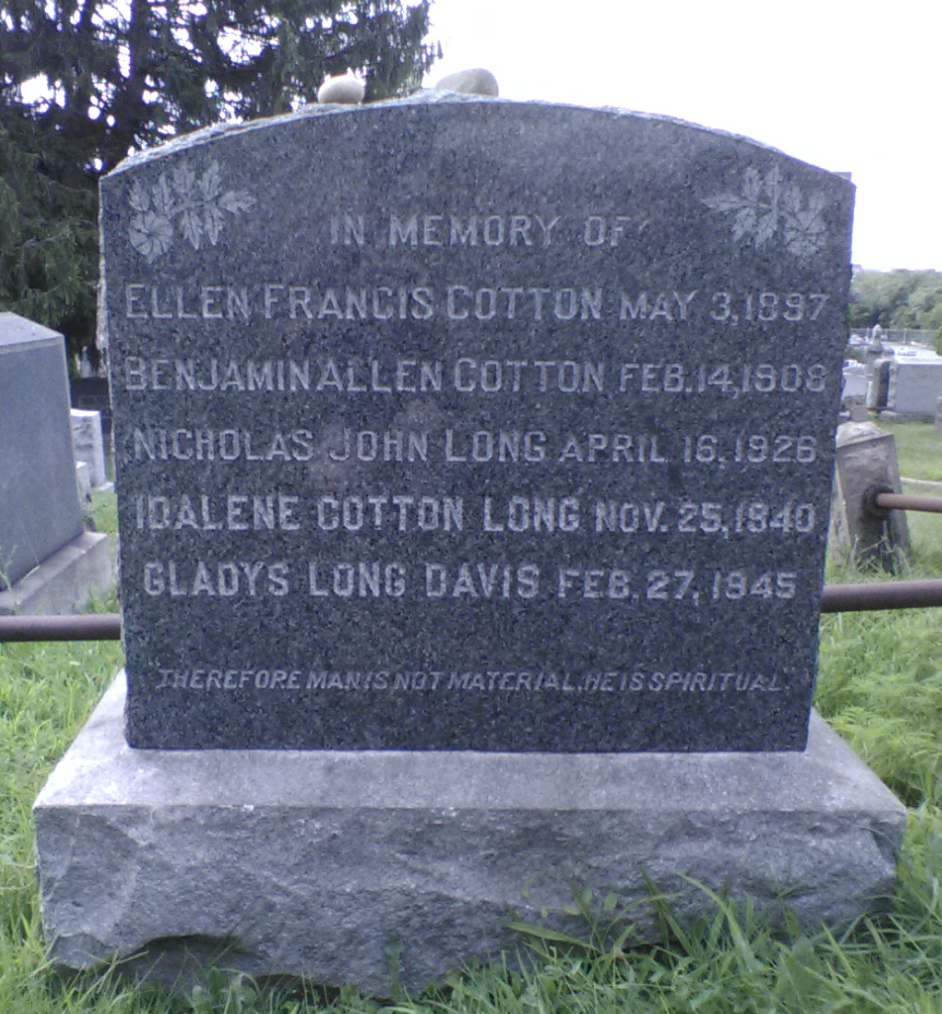 IN MEMORY OF
ELLEN FRANCIS COTTON MAY 3, 1897
BENJAMIN ALLEN COTTON FEB. 14, 1908
NICHOLAS JOHN LONG APRIL 16, 1926
IDALENE COTTON LONG NOV. 25, 1940
GLADYS LONG DAVIS FEB. 27, 1945
"THEREFORE MAN IS NOT MATERIAL, HE IS SPIRITUAL."